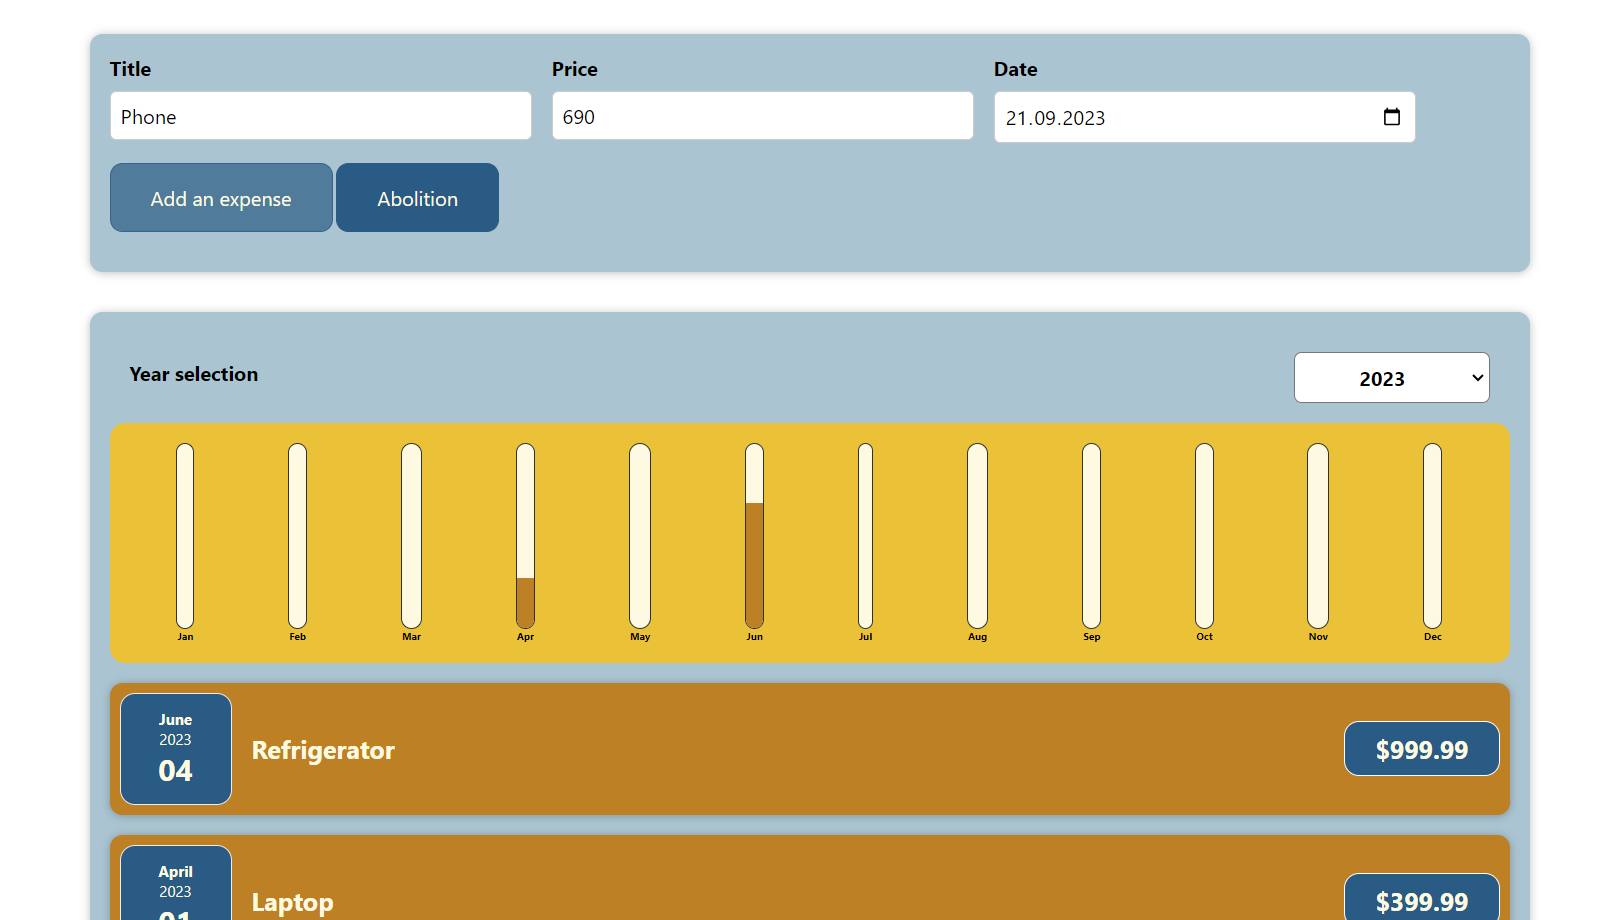 Title Price Date
Phone 690 21.09.2023
Add an expense Abolition
Year selection 2023
Jan Feb Mar Apr May Jun Jul Aug Sep Oct Nov Dec
June
2023
04
Refrigerator
$999.99
April
2023
01
Laptop
$399.99